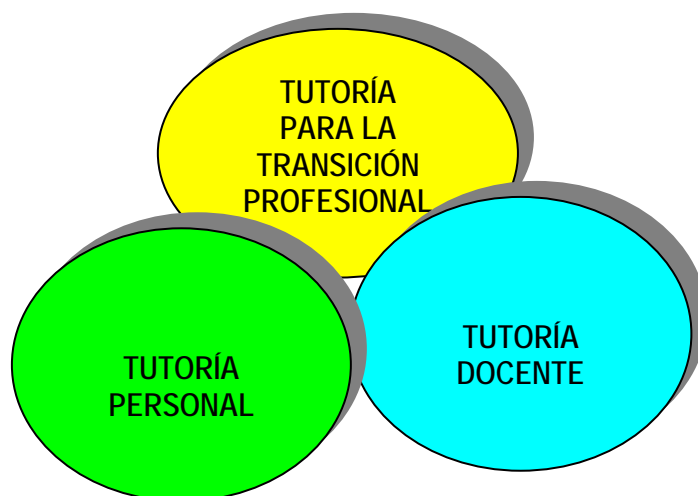 TUTORÍA
PARA LA
TRANSICIÓN
PROFESIONAL
TUTORÍA
PERSONAL
TUTORÍA
DOCENTE